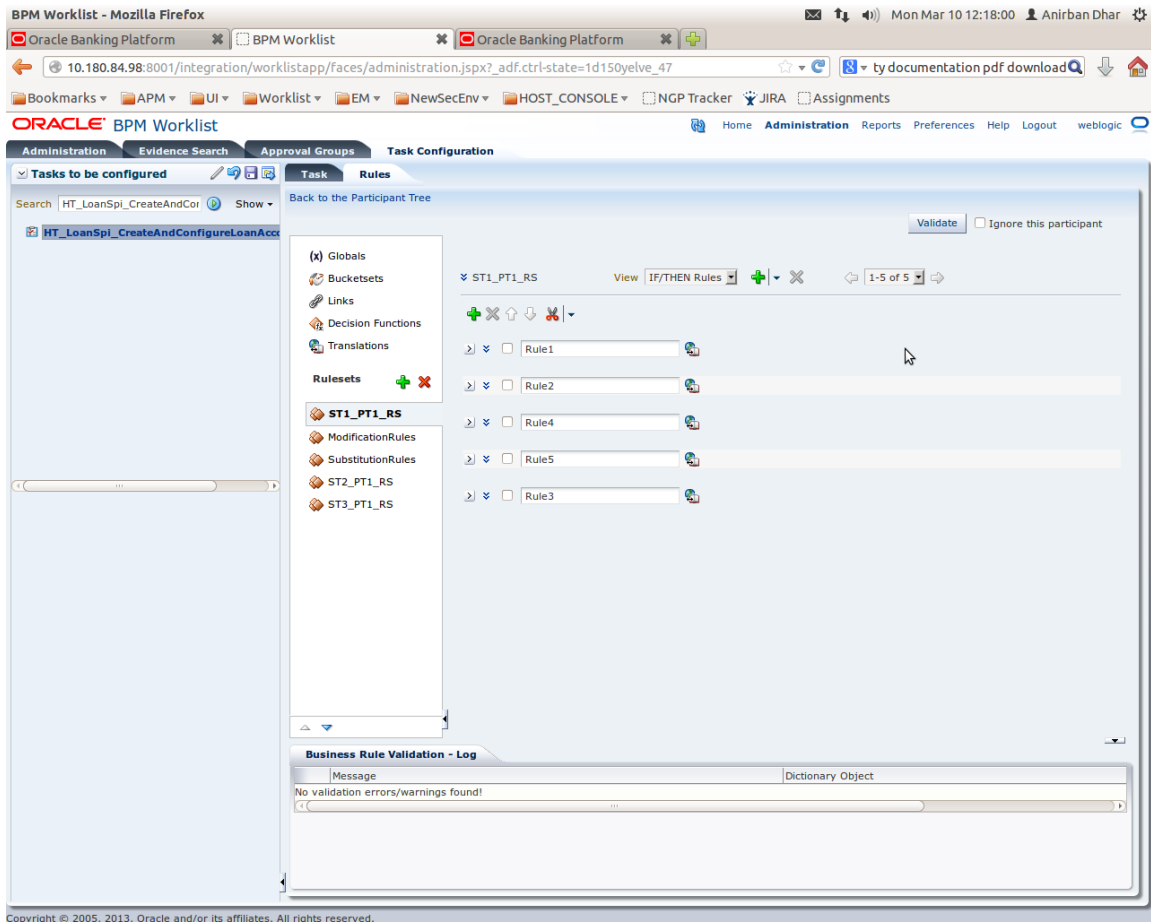 BPM Worklist - Mozilla Firefox
Mon Mar 10 12:18:00 Anirban Dhar
Oracle Banking Platform
BPM Worklist
Oracle Banking Platform
10.180.84.98:8001/integration/worklistapp/faces/administration.jspx?_adf.ctrl-state=1d150yelve_47
ty documentation pdf download
Bookmarks APM UI Worklist EM NewSecEnv HOST_CONSOLE NGP Tracker JIRA Assignments
ORACLE BPM Worklist
Home Administration Reports Preferences Help Logout weblogic
Administration Evidence Search Approval Groups Task Configuration
Tasks to be configured
Task Rules
Search HT_LoanSpi_CreateAndCor Show
Back to the Participant Tree
HT_LoanSpi_CreateAndConfigureLoanAcc
Validate Ignore this participant
(x) Globals
Bucketsets
Links
Decision Functions
Translations
Rulesets
ST1_PT1_RS
ModificationRules
SubstitutionRules
ST2_PT1_RS
ST3_PT1_RS
ST1_PT1_RS View IF/THEN Rules 1-5 of 5
Rule1
Rule2
Rule4
Rule5
Rule3
Business Rule Validation - Log
Message Dictionary Object
No validation errors/warnings found!
Copyright © 2005, 2013, Oracle and/or its affiliates. All rights reserved.